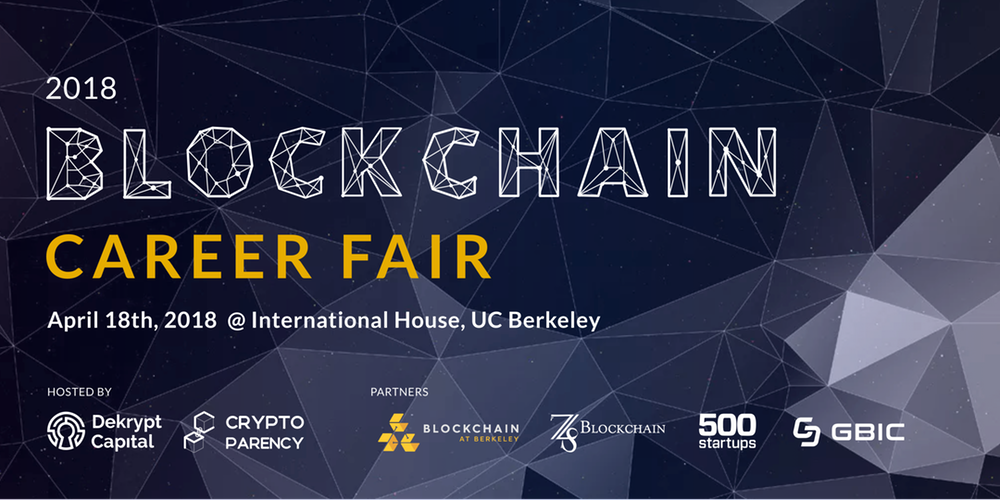 2018
BLOCKCHAIN
CAREER FAIR
April 18th, 2018 @ International House, UC Berkeley
HOSTED BY
Dekrypt
Capital
CRYPTO
PARENCY
PARTNERS
BLOCKCHAIN
AT BERKELEY
BLOCKCHAIN
500
startups
GBIC